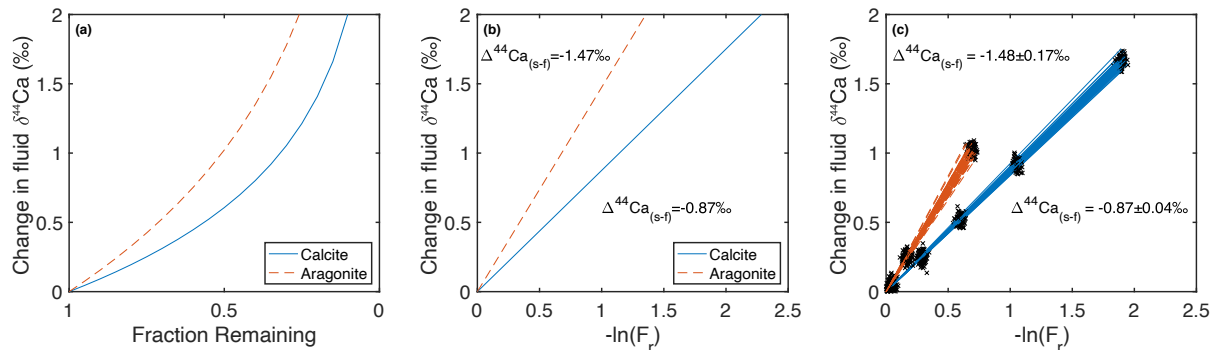 (a)
Change in fluid δ⁴⁴Ca (‰)
2
1.5
1
0.5
0
1
0.5
0
Fraction Remaining
Calcite
Aragonite
(b)
Δ⁴⁴Ca(s-f)=-1.47‰
Δ⁴⁴Ca(s-f)=-0.87‰
Change in fluid δ⁴⁴Ca (‰)
2
1.5
1
0.5
0
0
0.5
1
1.5
2
2.5
-ln(Fr)
Calcite
Aragonite
(c)
Δ⁴⁴Ca(s-f) = -1.48±0.17‰
Δ⁴⁴Ca(s-f) = -0.87±0.04‰
Change in fluid δ⁴⁴Ca (‰)
2
1.5
1
0.5
0
0
0.5
1
1.5
2
2.5
-ln(Fr)